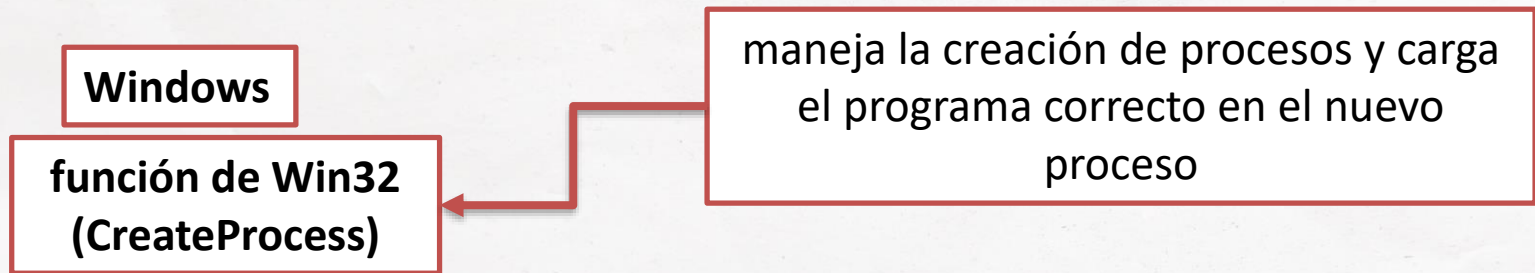 Windows
función de Win32
(CreateProcess)
maneja la creación de procesos y carga
el programa correcto en el nuevo
proceso